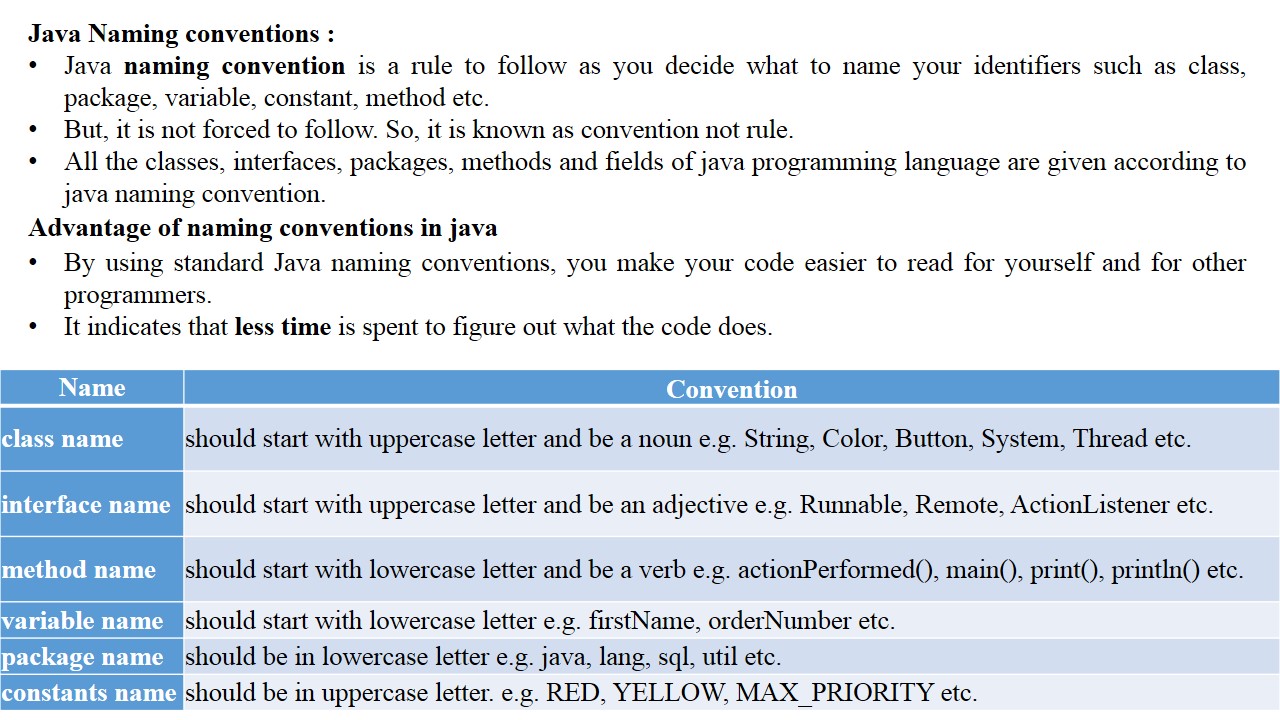 Java Naming conventions :
• Java naming convention is a rule to follow as you decide what to name your identifiers such as class,
package, variable, constant, method etc.
• But, it is not forced to follow. So, it is known as convention not rule.
• All the classes, interfaces, packages, methods and fields of java programming language are given according to
java naming convention.
Advantage of naming conventions in java
• By using standard Java naming conventions, you make your code easier to read for yourself and for other
programmers.
• It indicates that less time is spent to figure out what the code does.
Name Convention
class name should start with uppercase letter and be a noun e.g. String, Color, Button, System, Thread etc.
interface name should start with uppercase letter and be an adjective e.g. Runnable, Remote, ActionListener etc.
method name should start with lowercase letter and be a verb e.g. actionPerformed(), main(), print(), println() etc.
variable name should start with lowercase letter e.g. firstName, orderNumber etc.
package name should be in lowercase letter e.g. java, lang, sql, util etc.
constants name should be in uppercase letter. e.g. RED, YELLOW, MAX_PRIORITY etc.